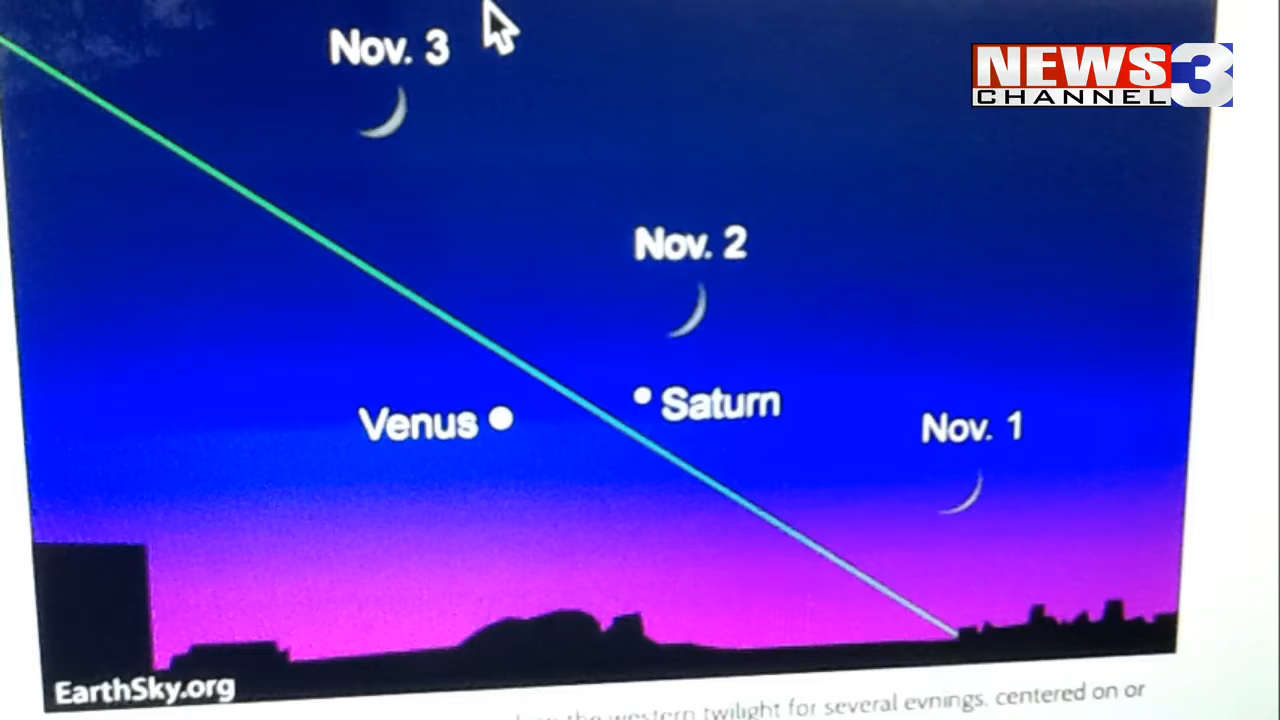 Nov. 3
NEWS
CHANNEL 3
Nov. 2
Saturn
Venus
Nov. 1
EarthSky.org
the western twilight for several evnings. centered on or